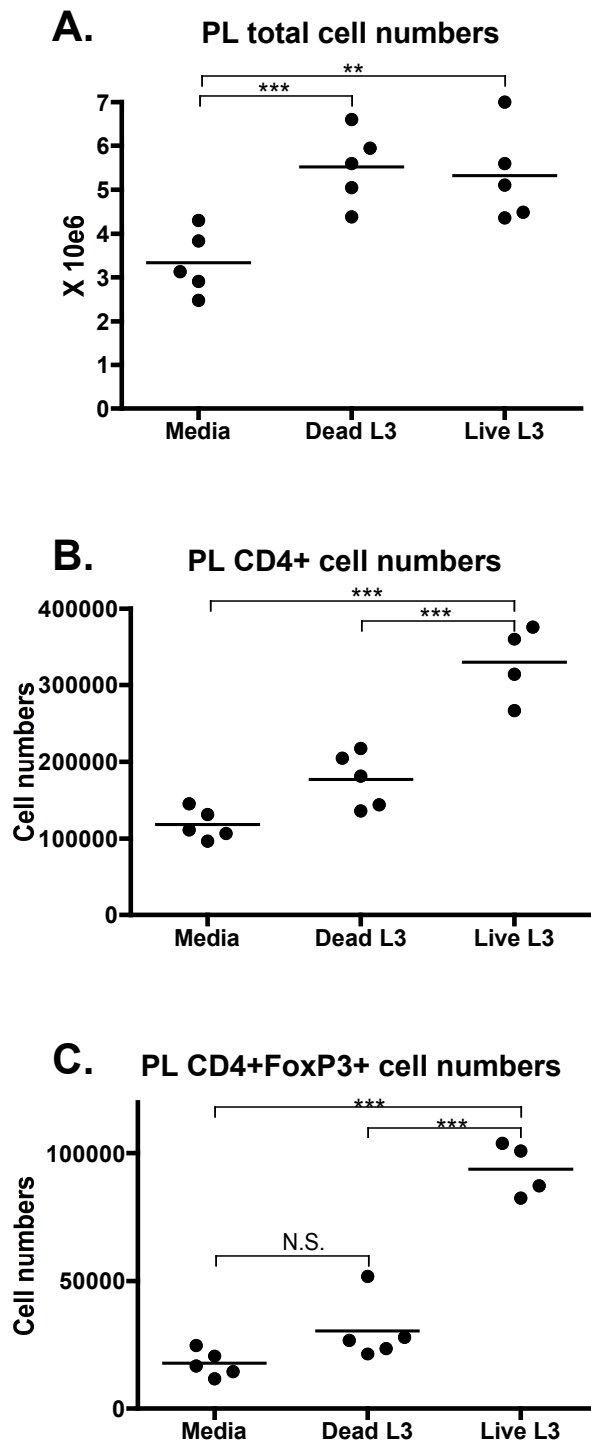 A. PL total cell numbers
**
***
7
6
5
4
3
2
1
0
X 10e6
Media Dead L3 Live L3
B. PL CD4+ cell numbers
***
***
400000
300000
200000
100000
0
Cell numbers
Media Dead L3 Live L3
C. PL CD4+FoxP3+ cell numbers
***
***
N.S.
100000
50000
0
Cell numbers
Media Dead L3 Live L3